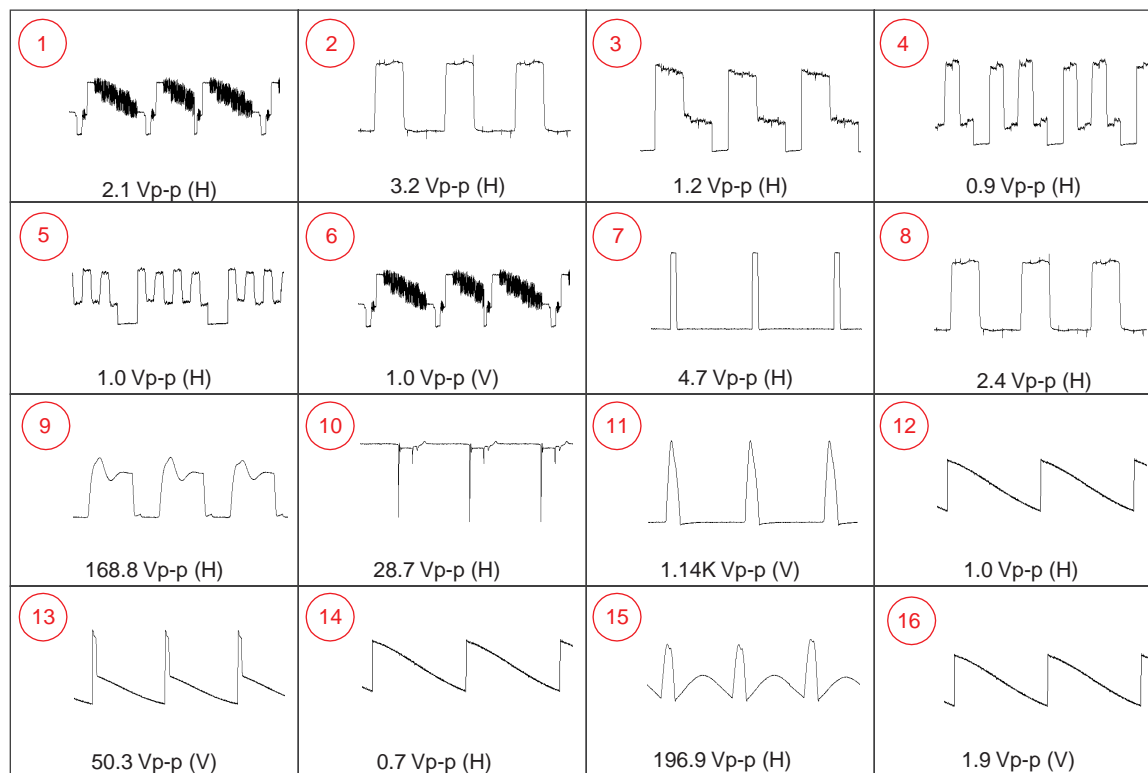 1
2.1 Vp-p (H)
2
3.2 Vp-p (H)
3
1.2 Vp-p (H)
4
0.9 Vp-p (H)
5
1.0 Vp-p (H)
6
1.0 Vp-p (V)
7
4.7 Vp-p (H)
8
2.4 Vp-p (H)
9
168.8 Vp-p (H)
10
28.7 Vp-p (H)
11
1.14K Vp-p (V)
12
1.0 Vp-p (H)
13
50.3 Vp-p (V)
14
0.7 Vp-p (H)
15
196.9 Vp-p (H)
16
1.9 Vp-p (V)